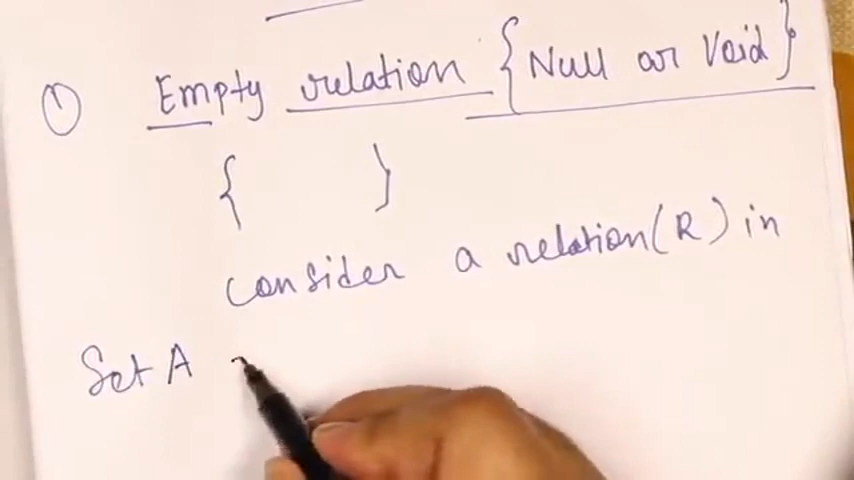 ① Empty relation {Null or Void}
{ }
consider a relation (R) in
Set A